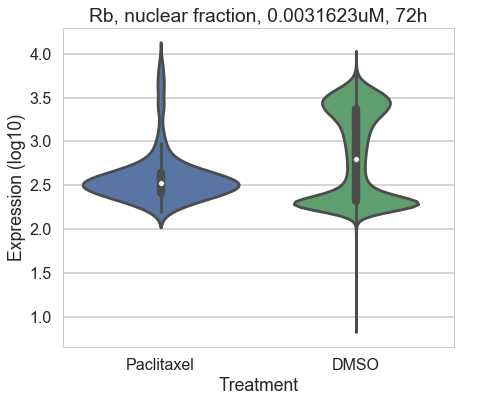 Rb, nuclear fraction, 0.0031623uM, 72h
4.0
3.5
3.0
2.5
2.0
1.5
1.0
Expression (log10)
Paclitaxel
DMSO
Treatment